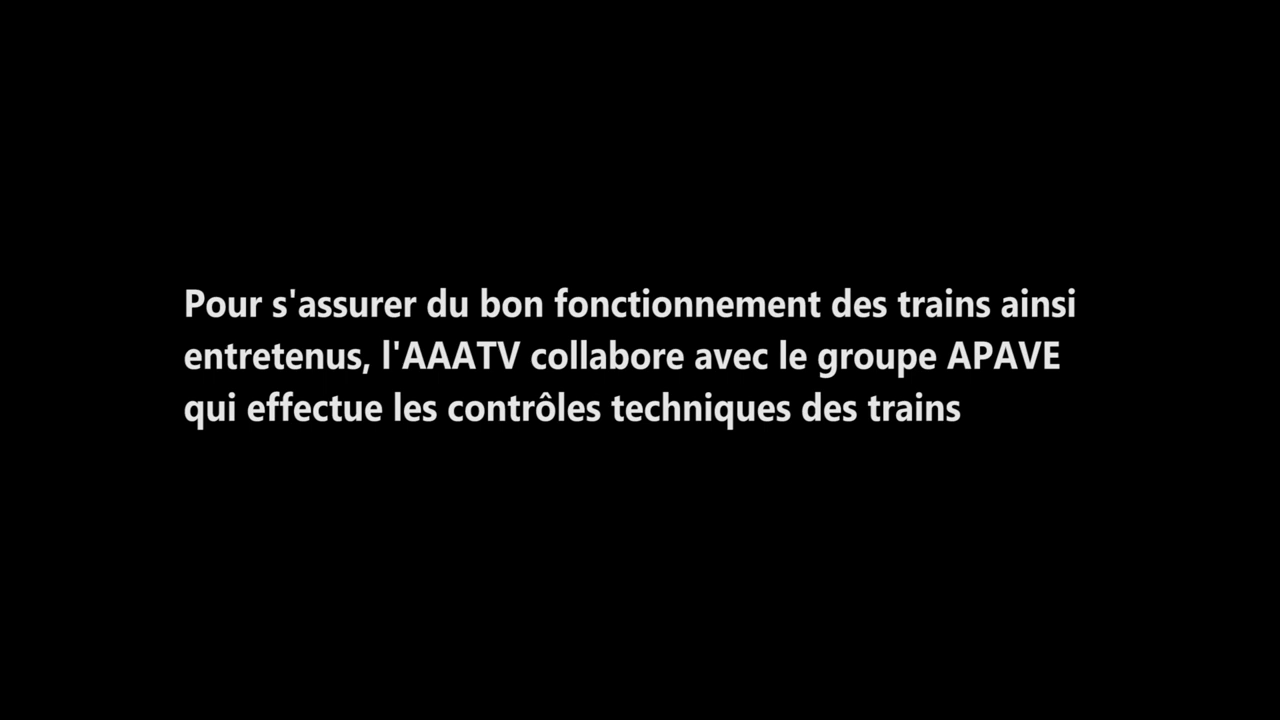 Pour s'assurer du bon fonctionnement des trains ainsi
entretenus, l'AAATV collabore avec le groupe APAVE
qui effectue les contrôles techniques des trains